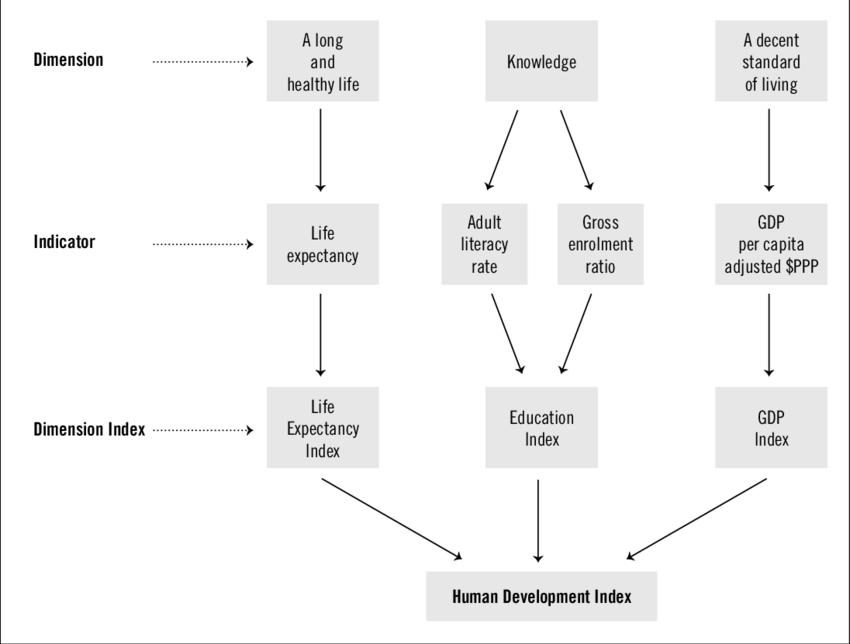 Dimension
A long
and
healthy life
Knowledge
A decent
standard
of living
Indicator
Life
expectancy
Adult
literacy
rate
Gross
enrolment
ratio
GDP
per capita
adjusted $PPP
Dimension Index
Life
Expectancy
Index
Education
Index
GDP
Index
Human Development Index